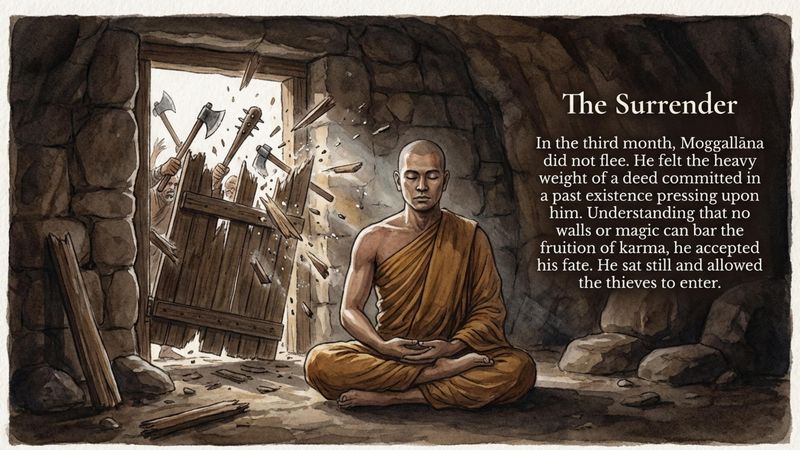 The Surrender
In the third month, Moggallāna
did not flee. He felt the heavy
weight of a deed committed in
a past existence pressing upon
him. Understanding that no
walls or magic can bar the
fruition of karma, he accepted
his fate. He sat still and allowed
the thieves to enter.